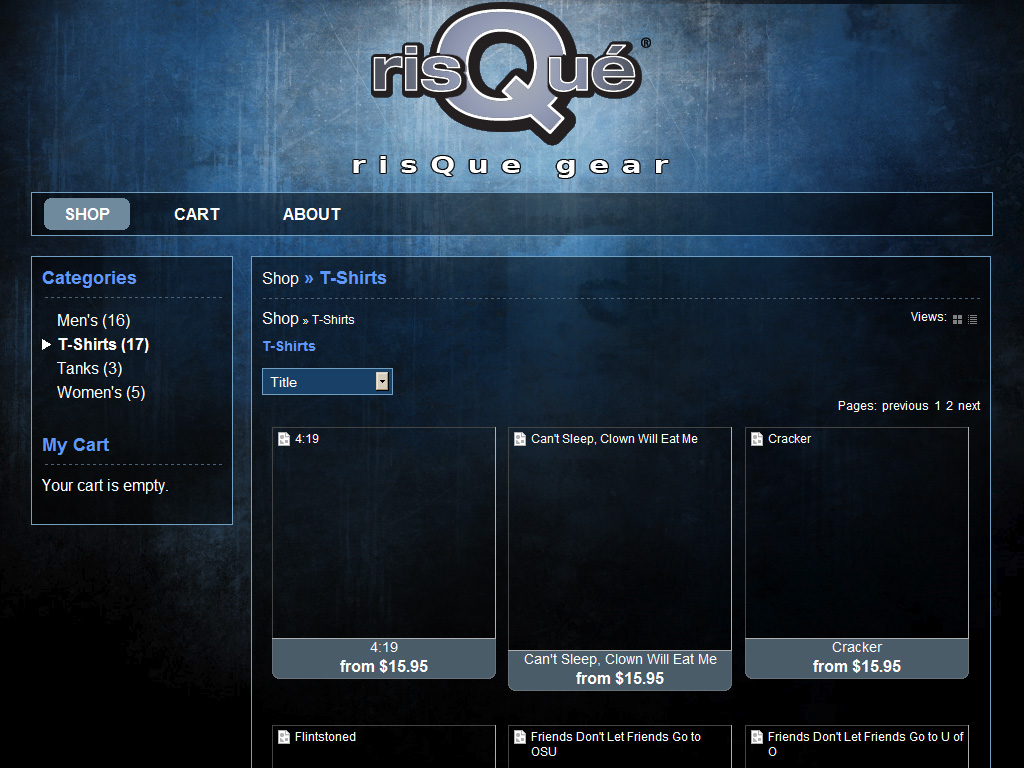 risQué®
risQue gear
SHOP CART ABOUT
Categories
Men's (16)
T-Shirts (17)
Tanks (3)
Women's (5)
My Cart
Your cart is empty.
Shop » T-Shirts
Shop » T-Shirts
Views:
T-Shirts
Title
Pages: previous 1 2 next
4:19
Can't Sleep, Clown Will Eat Me
Cracker
4:19
from $15.95
Can't Sleep, Clown Will Eat Me
from $15.95
Cracker
from $15.95
Flintstoned
Friends Don't Let Friends Go to
OSU
Friends Don't Let Friends Go to U of
O